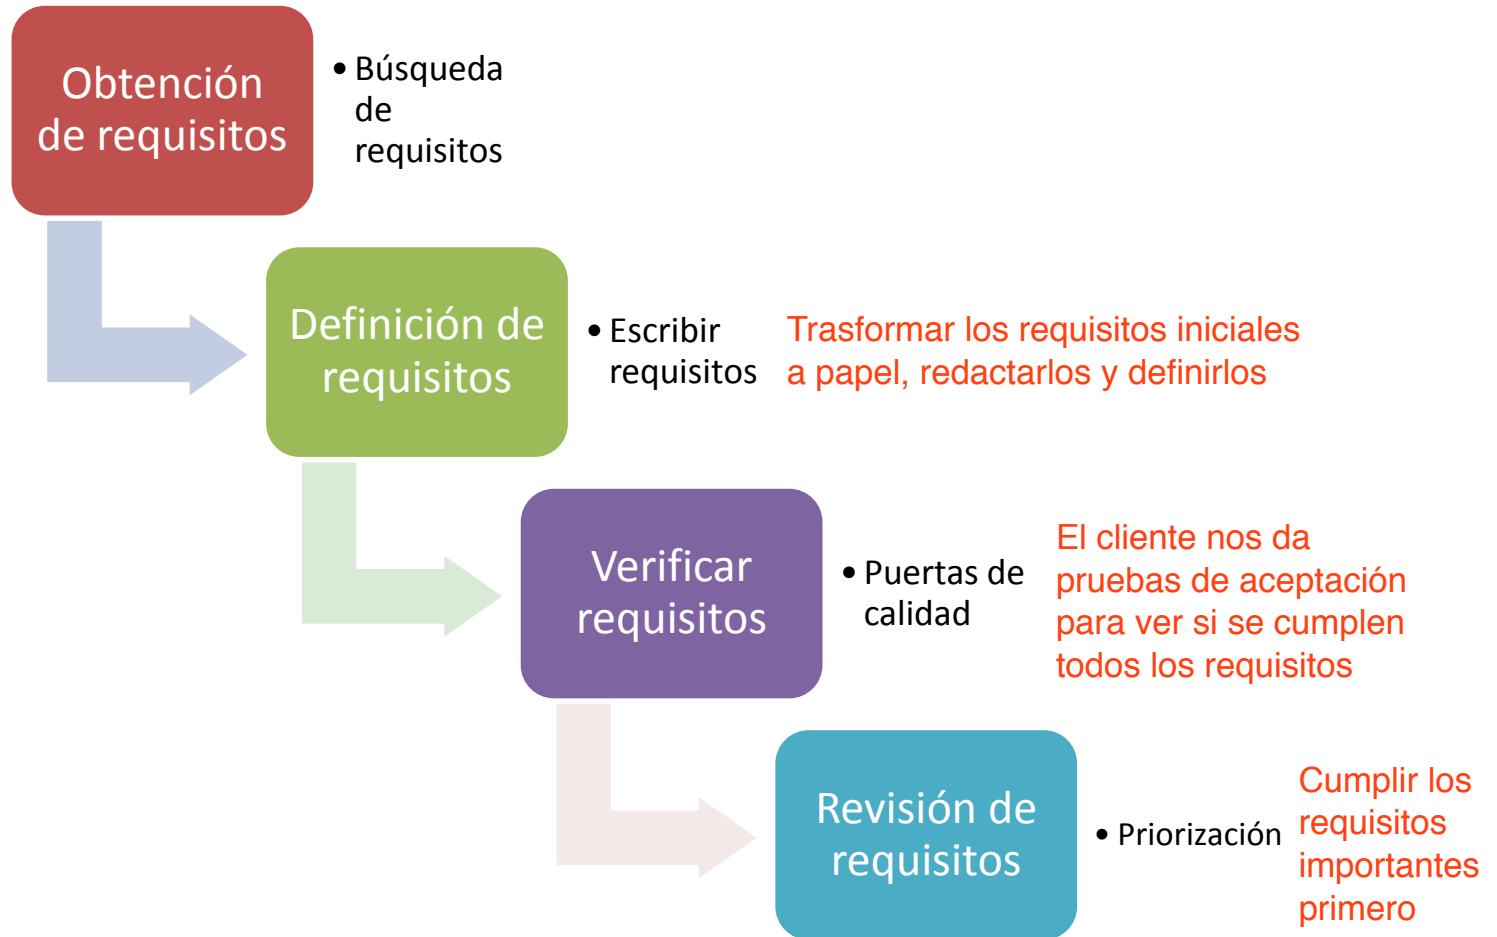 Obtención
de requisitos
• Búsqueda
de
requisitos
Definición de
requisitos
• Escribir
requisitos
Trasformar los requisitos iniciales
a papel, redactarlos y definirlos
Verificar
requisitos
• Puertas de
calidad
El cliente nos da
pruebas de aceptación
para ver si se cumplen
todos los requisitos
Revisión de
requisitos
• Priorización
Cumplir los
requisitos
importantes
primero